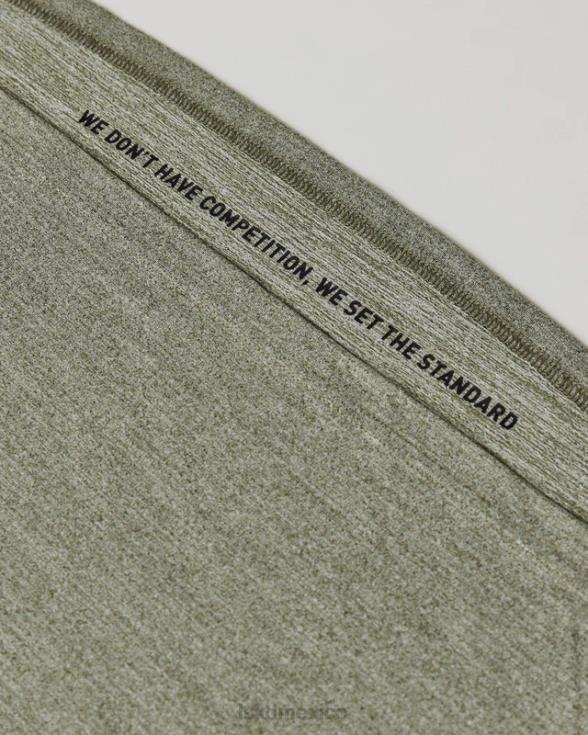 WE DON'T HAVE COMPETITION, WE SET THE STANDARD